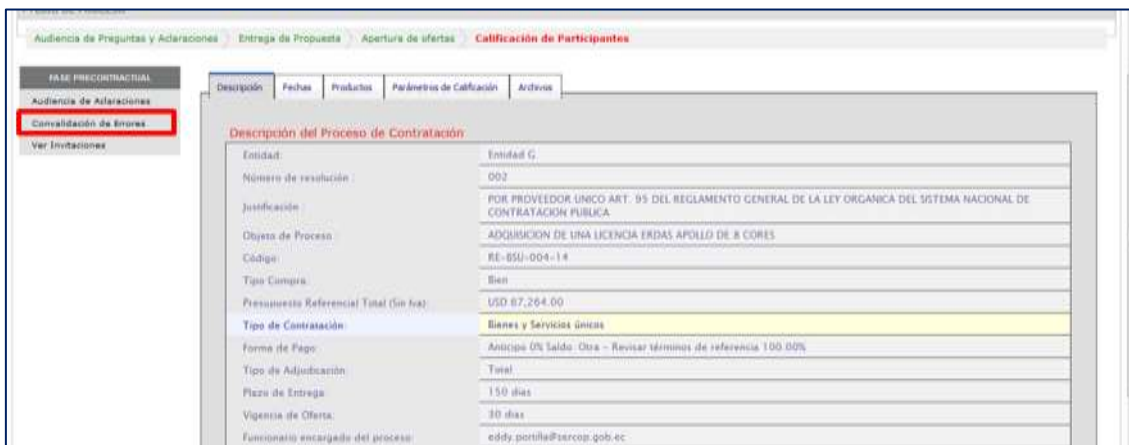 Audiencia de Preguntas y Aclaraciones Entrega de Propuesta Apertura de ofertas Calificación de Participantes
FASE PRECONTRACTUAL
Audiencia de Aclaraciones
Convalidación de Errores
Ver Invitaciones
Descripción Fechas Productos Parámetros de Calificación Archivos
Descripción del Proceso de Contratación
Entidad: Entidad G
Número de resolución : 002
Justificación : POR PROVEEDOR UNICO ART. 95 DEL REGLAMENTO GENERAL DE LA LEY ORGANICA DEL SISTEMA NACIONAL DE
CONTRATACION PUBLICA
Objeto de Proceso : ADQUISICION DE UNA LICENCIA ERDAS APOLLO DE 8 CORES
Código: RE-BSU-004-14
Tipo Compra: Bien
Presupuesto Referencial Total (Sin Iva): USD 87,264.00
Tipo de Contratación: Bienes y Servicios únicos
Forma de Pago: Anticipo 0% Saldo: Otra - Revisar términos de referencia 100.00%
Tipo de Adjudicación: Total
Plazo de Entrega: 150 días
Vigencia de Oferta: 30 días
Funcionario encargado del proceso: eddy.portilla@sercop.gob.ec